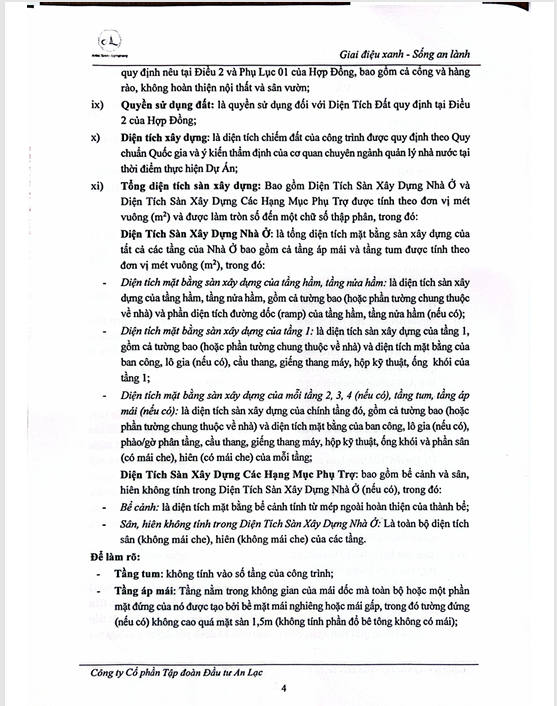 Giai điệu xanh - Sống an lành
quy định nêu tại Điều 2 và Phụ Lục 01 của Hợp Đồng, bao gồm cả cổng và hàng
rào, không hoàn thiện nội thất và sân vườn;
ix) Quyền sử dụng đất: là quyền sử dụng đối với Diện Tích Đất quy định tại Điều
2 của Hợp Đồng;
x) Diện tích xây dựng: là diện tích chiếm đất của công trình được quy định theo Quy
chuẩn Quốc gia và ý kiến thẩm định của cơ quan chuyên ngành quản lý nhà nước tại
thời điểm thực hiện Dự Án;
xi) Tổng diện tích sàn xây dựng: Bao gồm Diện Tích Sàn Xây Dựng Nhà Ở và
Diện Tích Sàn Xây Dựng Các Hạng Mục Phụ Trợ được tính theo đơn vị mét
vuông (m²) và được làm tròn số đến một chữ số thập phân, trong đó:
Diện Tích Sàn Xây Dựng Nhà Ở: là tổng diện tích mặt bằng sàn xây dựng của
tất cả các tầng của Nhà Ở bao gồm cả tầng áp mái và tầng tum được tính theo
đơn vị mét vuông (m²), trong đó:
- Diện tích mặt bằng sàn xây dựng của tầng hầm, tầng nửa hầm: là diện tích sàn xây
dựng của tầng hầm, tầng nửa hầm, gồm cả tường bao (hoặc phần tường chung thuộc
về nhà) và phần diện tích đường dốc (ramp) của tầng hầm, tầng nửa hầm (nếu có);
- Diện tích mặt bằng sàn xây dựng của tầng 1: là diện tích sàn xây dựng của tầng 1,
gồm cả tường bao (hoặc phần tường chung thuộc về nhà) và diện tích mặt bằng của
ban công, lô gia (nếu có), cầu thang, giếng thang máy, hộp kỹ thuật, ống khói của
tầng 1;
- Diện tích mặt bằng sàn xây dựng của mỗi tầng 2, 3, 4 (nếu có), tầng tum, tầng áp
mái (nếu có): là diện tích sàn xây dựng của chính tầng đó, gồm cả tường bao (hoặc
phần tường chung thuộc về nhà) và diện tích mặt bằng của ban công, lô gia (nếu có),
phào/gờ phân tầng, cầu thang, giếng thang máy, hộp kỹ thuật, ống khói và phần sân
(có mái che), hiên (có mái che) của mỗi tầng;
Diện Tích Sàn Xây Dựng Các Hạng Mục Phụ Trợ: bao gồm bể cảnh và sân,
hiên không tính trong Diện Tích Sàn Xây Dựng Nhà Ở (nếu có), trong đó:
- Bể cảnh: là diện tích mặt bằng bể cảnh tính từ mép ngoài hoàn thiện của thành bể;
- Sân, hiên không tính trong Diện Tích Sàn Xây Dựng Nhà Ở: Là toàn bộ diện tích
sân (không mái che), hiên (không mái che) của các tầng.
Để làm rõ:
- Tầng tum: không tính vào số tầng của công trình;
- Tầng áp mái: Tầng nằm trong không gian của mái dốc mà toàn bộ hoặc một phần
mặt đứng của nó được tạo bởi bề mặt mái nghiêng hoặc mái gấp, trong đó tường đứng
(nếu có) không cao quá mặt sàn 1,5m (không tính phần đổ bê tông không có mái);
Công ty Cổ phần Tập đoàn Đầu tư An Lạc
4